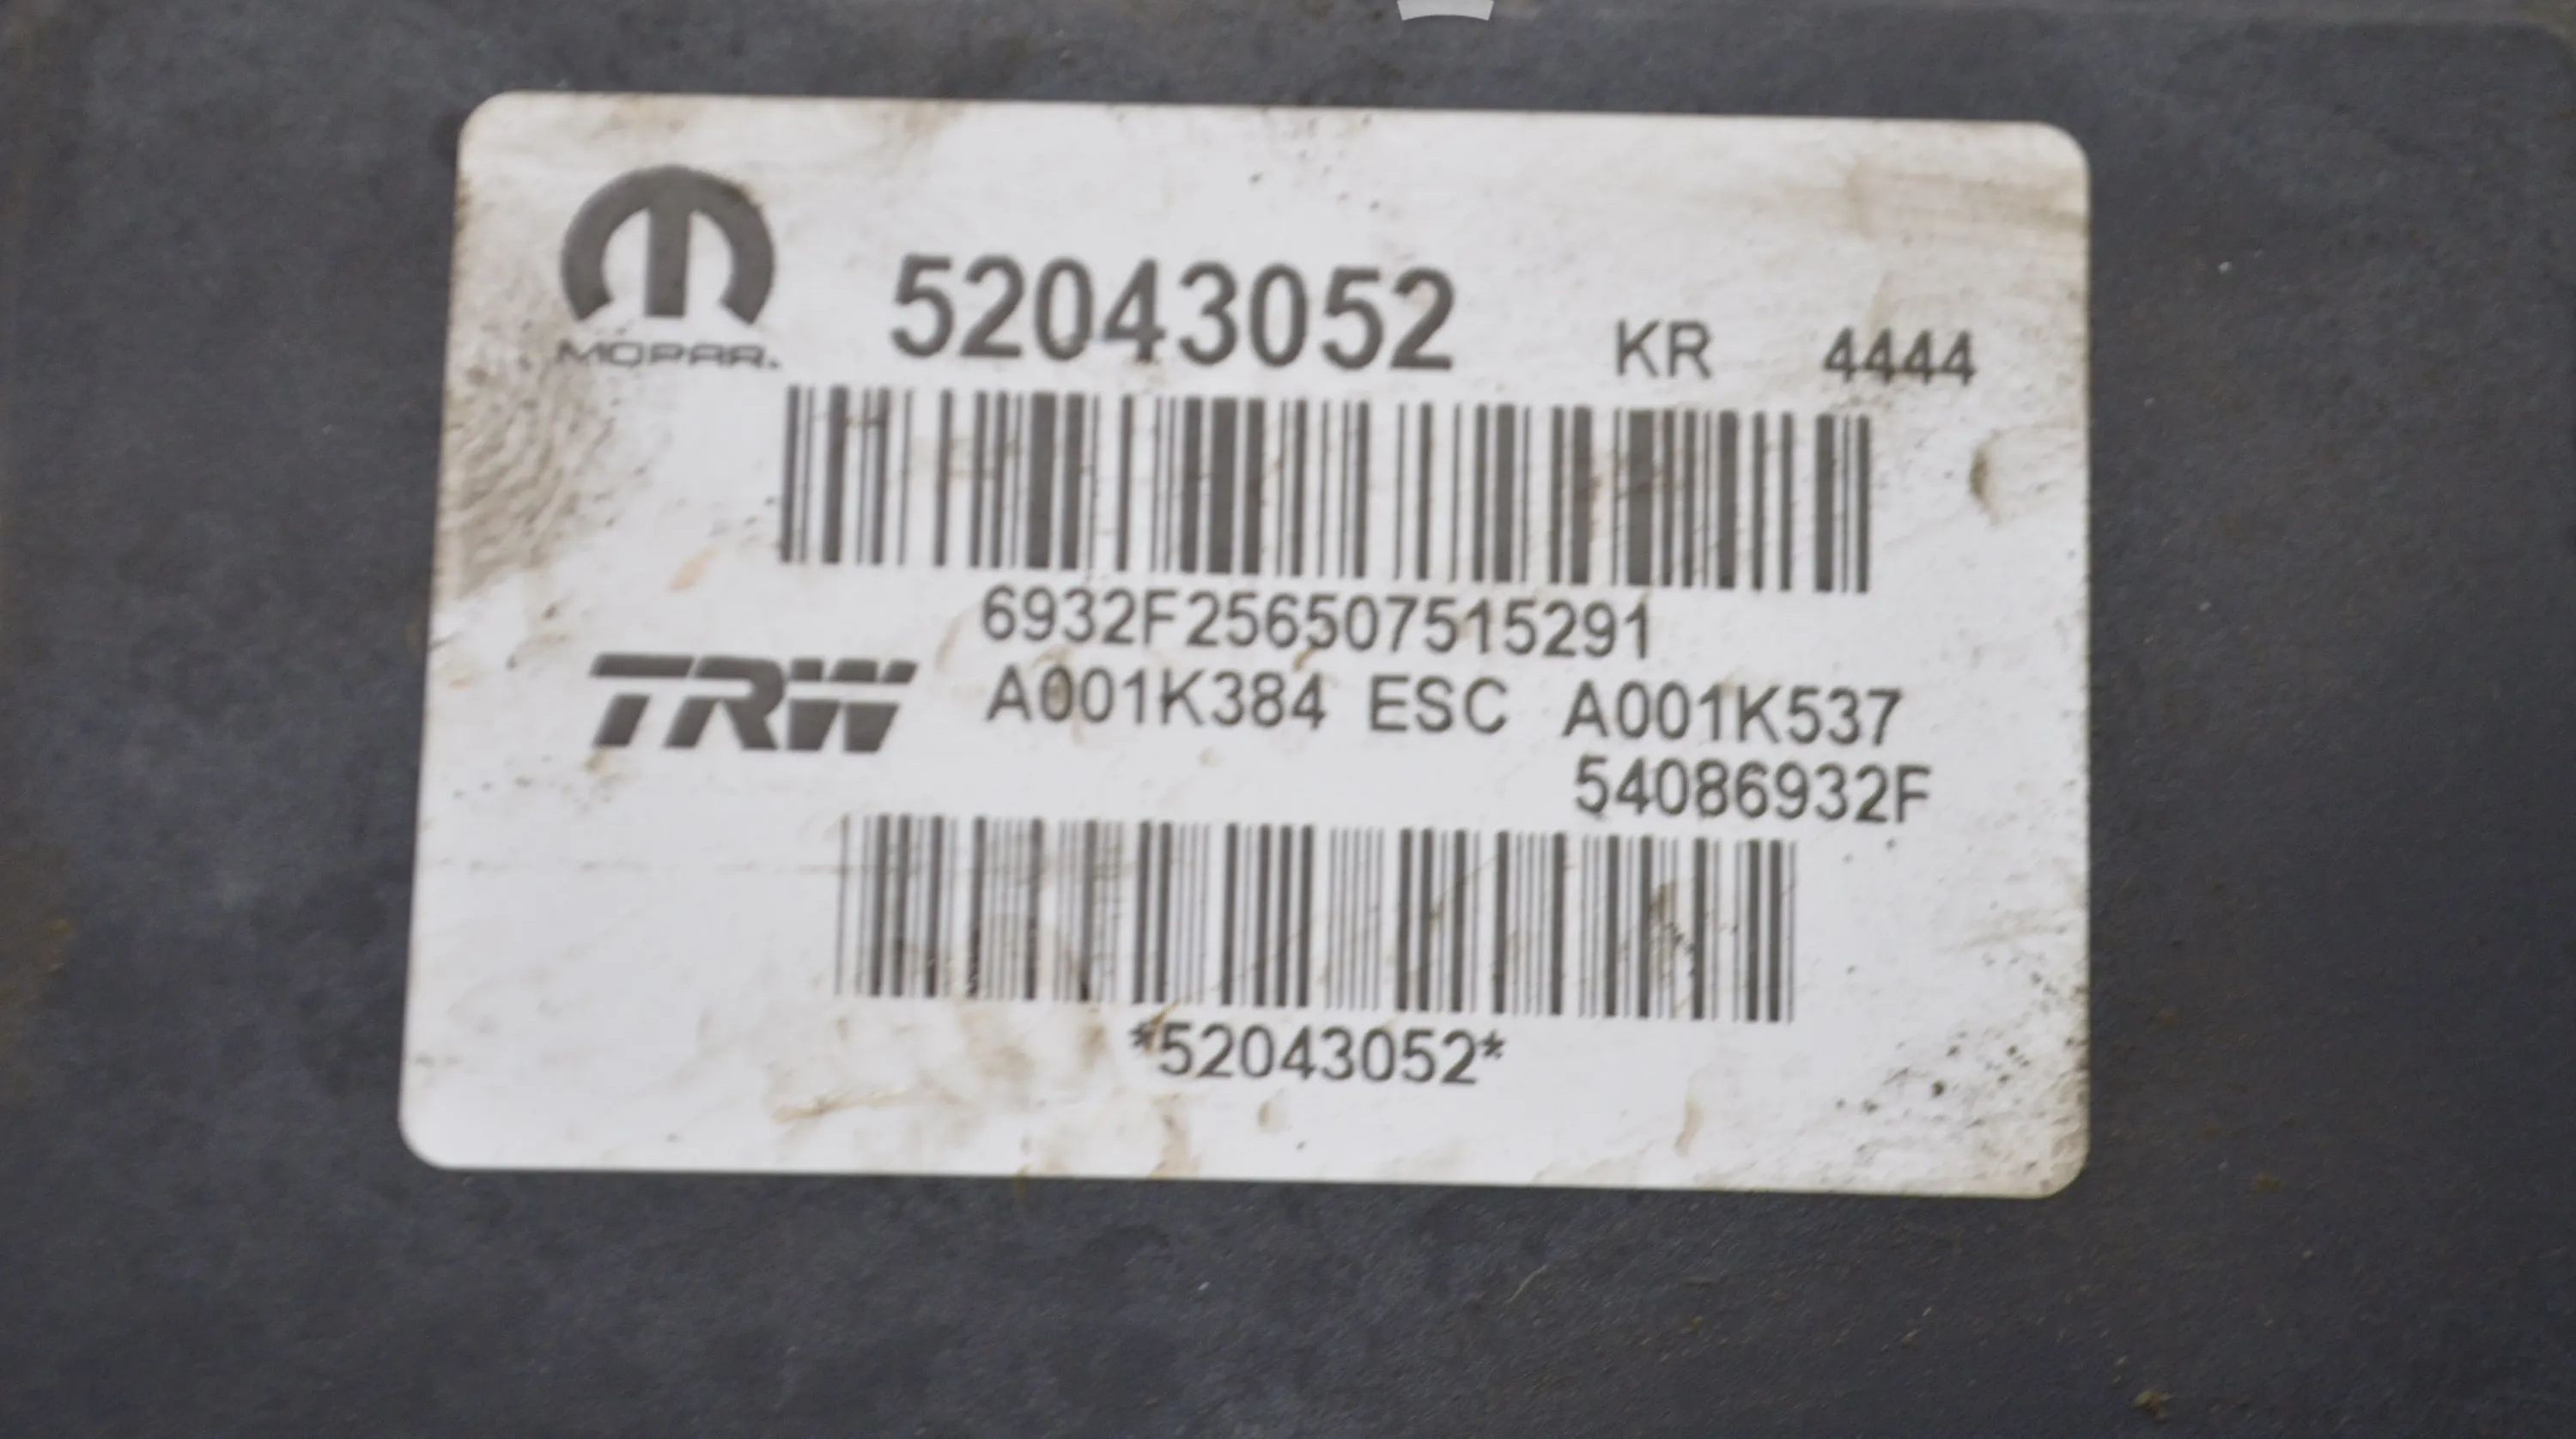 MOPAR.
52043052 KR 4444
6932F256507515291
TRW
A001K384 ESC A001K537
54086932F
*52043052*